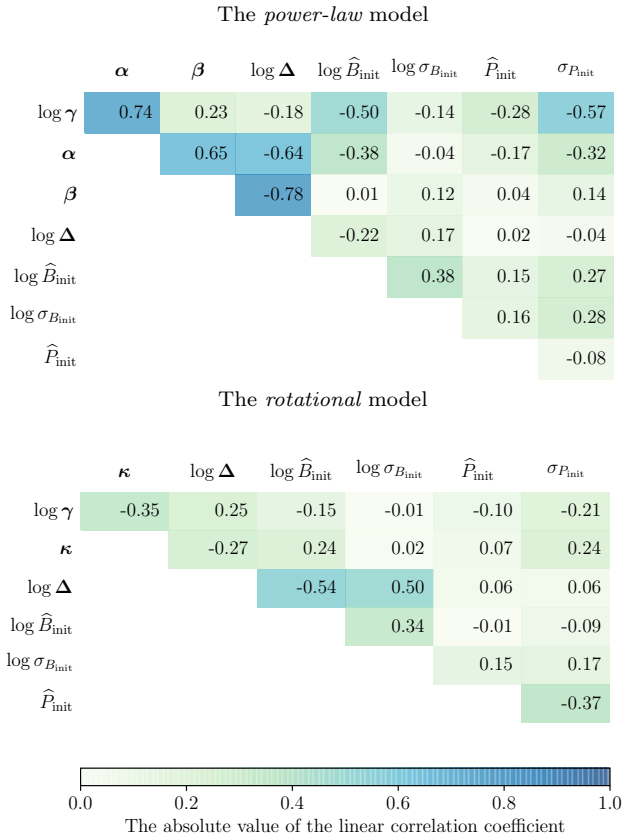 The power-law model
α β log Δ log B̂init log σBinit P̂init σPinit
log γ 0.74 0.23 -0.18 -0.50 -0.14 -0.28 -0.57
α 0.65 -0.64 -0.38 -0.04 -0.17 -0.32
β -0.78 0.01 0.12 0.04 0.14
log Δ -0.22 0.17 0.02 -0.04
log B̂init 0.38 0.15 0.27
log σBinit 0.16 0.28
P̂init -0.08
The rotational model
κ log Δ log B̂init log σBinit P̂init σPinit
log γ -0.35 0.25 -0.15 -0.01 -0.10 -0.21
κ -0.27 0.24 0.02 0.07 0.24
log Δ -0.54 0.50 0.06 0.06
log B̂init 0.34 -0.01 -0.09
log σBinit 0.15 0.17
P̂init -0.37
0.0 0.2 0.4 0.6 0.8 1.0
The absolute value of the linear correlation coefficient